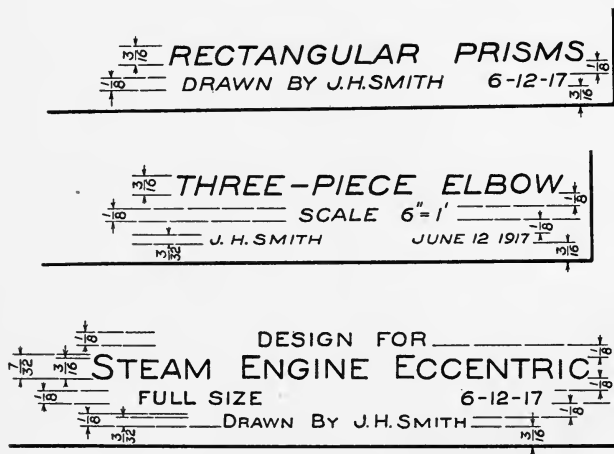 3/16 RECTANGULAR PRISMS 1/8
1/8 DRAWN BY J.H.SMITH 6-12-17 3/16
3/16 THREE-PIECE ELBOW 1/8
1/8 SCALE 6"=1' 1/8
3/32 J.H.SMITH JUNE 12 1917 3/16
1/8 DESIGN FOR 1/8
7/32 3/16 STEAM ENGINE ECCENTRIC 1/8
1/8 FULL SIZE 6-12-17 1/8
1/8 3/32 DRAWN BY J.H.SMITH 3/16